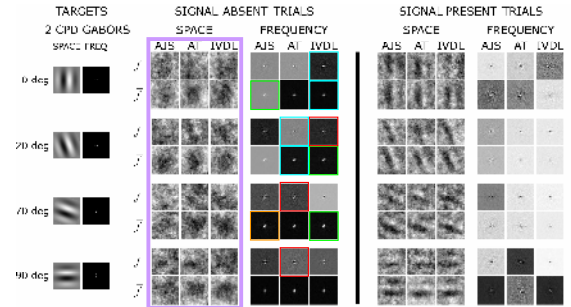 TARGETS SIGNAL ABSENT TRIALS SIGNAL PRESENT TRIALS
2 CPD GABORS SPACE FREQUENCY SPACE FREQUENCY
SPACE FREQ AJS AT IVDL AJS AT IVDL AJS AT IVDL AJS AT IVDL
0 deg
20 deg
70 deg
90 deg